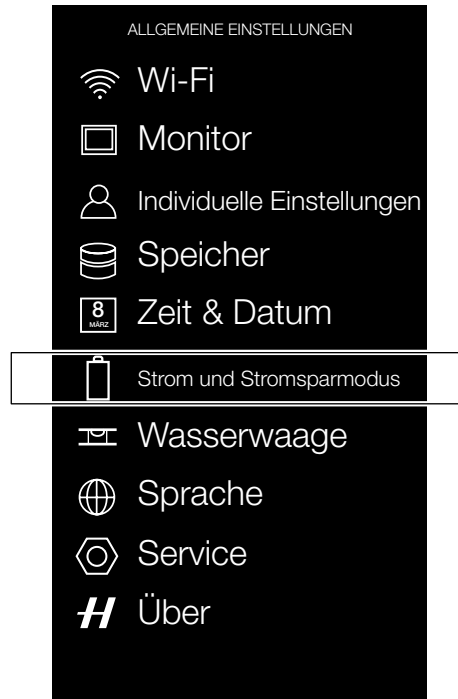 ALLGEMEINE EINSTELLUNGEN
Wi-Fi
Monitor
Individuelle Einstellungen
Speicher
8
MÄRZ
Zeit & Datum
Strom und Stromsparmodus
Wasserwaage
Sprache
Service
H Über